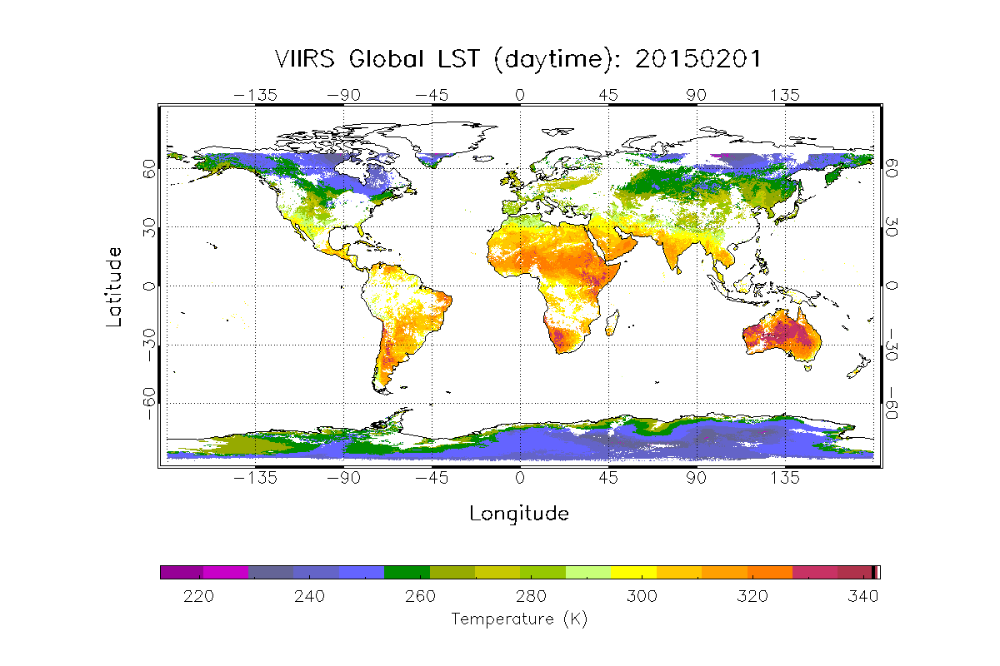 VIIRS Global LST (daytime): 20150201
−135 −90 −45 0 45 90 135
60 60
30 30
0 0
−30 −30
−60 −60
Latitude
−135 −90 −45 0 45 90 135
Longitude
220 240 260 280 300 320 340
Temperature (K)